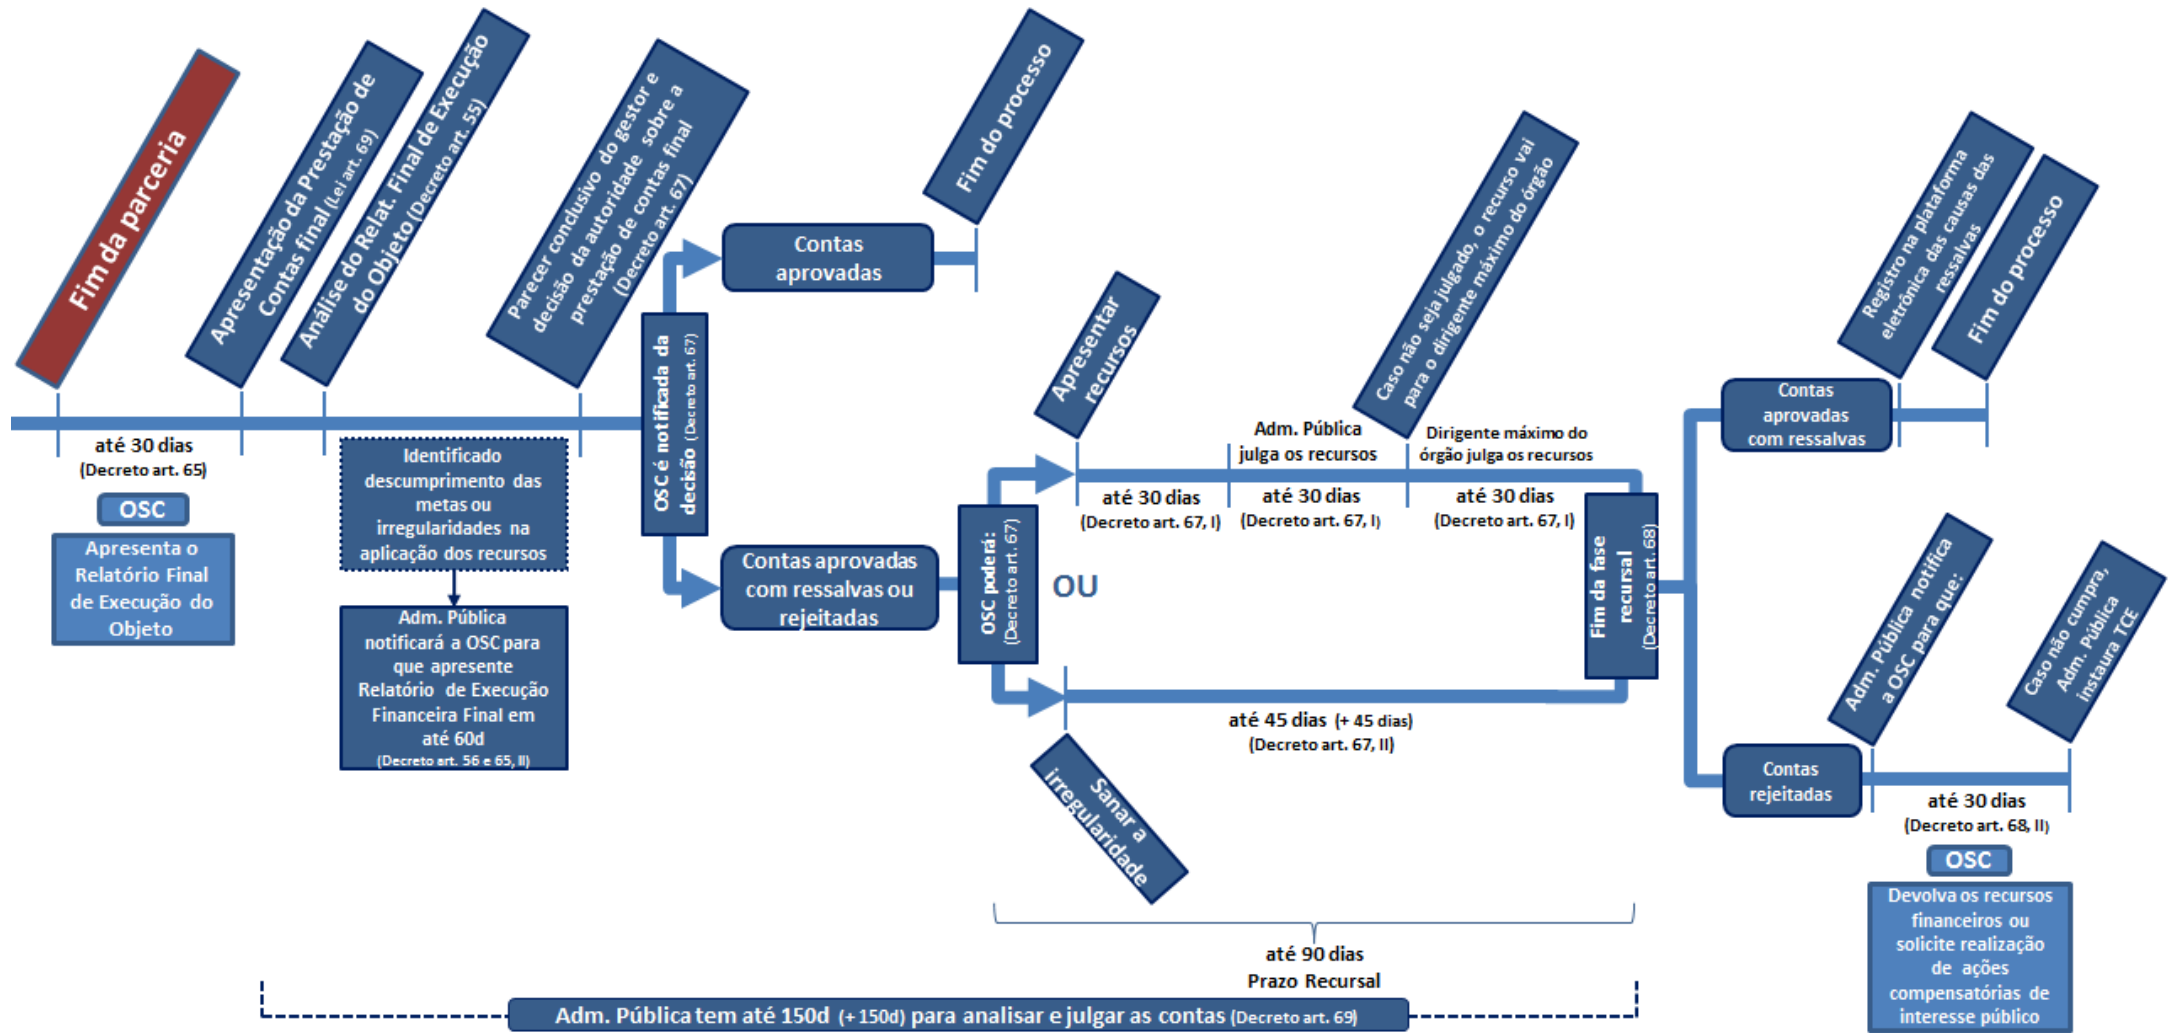 Fim da parceria
Apresentação da Prestação de
Contas final (Lei art. 69)
Análise do Relat. Final de Execução
do Objeto (Decreto art. 55)
Parecer conclusivo do gestor e
decisão da autoridade sobre a
prestação de contas final
(Decreto art. 67)
até 30 dias
(Decreto art. 65)
OSC
Apresenta o
Relatório Final
de Execução do
Objeto
Identificado
descumprimento das
metas ou
irregularidades na
aplicação dos recursos
Adm. Pública
notificará a OSC para
que apresente
Relatório de Execução
Financeira Final em
até 60d
(Decreto art. 56 e 65, II)
OSC é notificada da
decisão (Decreto art. 67)
Contas
aprovadas
Fim do processo
Contas aprovadas
com ressalvas ou
rejeitadas
OSC poderá:
(Decreto art. 67)
Apresentar
recursos
até 30 dias
(Decreto art. 67, I)
Adm. Pública
julga os recursos
até 30 dias
(Decreto art. 67, I)
Caso não seja julgado, o recurso vai
para o dirigente máximo do órgão
Dirigente máximo do
órgão julga os recursos
até 30 dias
(Decreto art. 67, I)
OU
Sanar a
irregularidade
até 45 dias (+ 45 dias)
(Decreto art. 67, II)
Fim da fase
recursal
(Decreto art. 68)
até 90 dias
Prazo Recursal
Adm. Pública tem até 150d (+ 150d) para analisar e julgar as contas (Decreto art. 69)
Contas
aprovadas
com ressalvas
Registro na plataforma
eletrônica das causas das
ressalvas
Fim do processo
Contas
rejeitadas
Adm. Pública notifica
a OSC para que:
até 30 dias
(Decreto art. 68, II)
Caso não cumpra,
Adm. Pública
instaura TCE
OSC
Devolva os recursos
financeiros ou
solicite realização
de ações
compensatórias de
interesse público